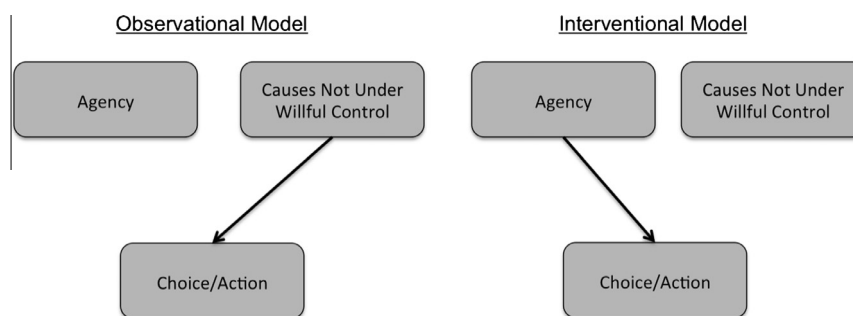 Observational Model
Interventional Model
Agency
Causes Not Under
Willful Control
Agency
Causes Not Under
Willful Control
Choice/Action
Choice/Action